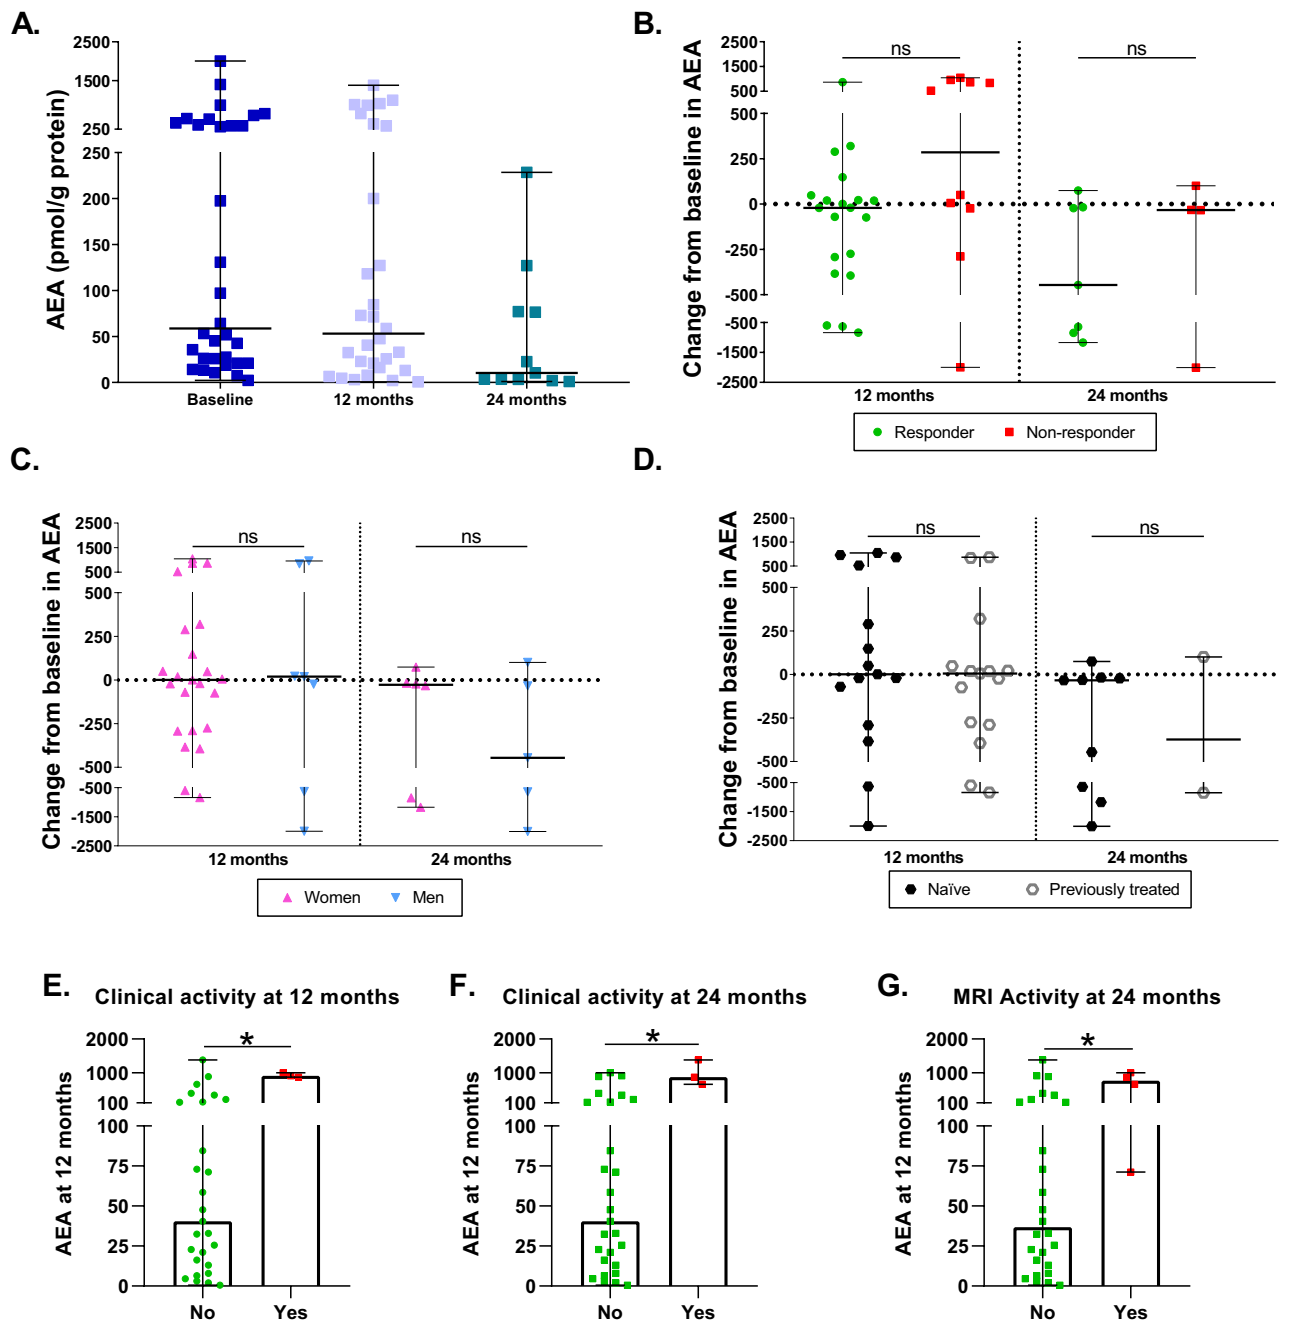 A.
2500
1500
250
250
200
150
100
50
0
AEA (pmol/g protein)
Baseline
12 months
24 months
B.
2500
1500
500
500
250
0
-250
-500
-500
-1500
-2500
Change from baseline in AEA
ns
ns
12 months
24 months
Responder
Non-responder
C.
2500
1500
500
500
250
0
-250
-500
-500
-1500
-2500
Change from baseline in AEA
ns
ns
12 months
24 months
Women
Men
D.
2500
1500
500
500
250
0
-250
-500
-500
-1500
-2500
Change from baseline in AEA
ns
ns
12 months
24 months
Naïve
Previously treated
E.
Clinical activity at 12 months
*
2000
1000
100
100
75
50
25
0
AEA at 12 months
No
Yes
F.
Clinical activity at 24 months
*
2000
1000
100
100
75
50
25
0
AEA at 12 months
No
Yes
G.
MRI Activity at 24 months
*
2000
1000
100
100
75
50
25
0
AEA at 12 months
No
Yes